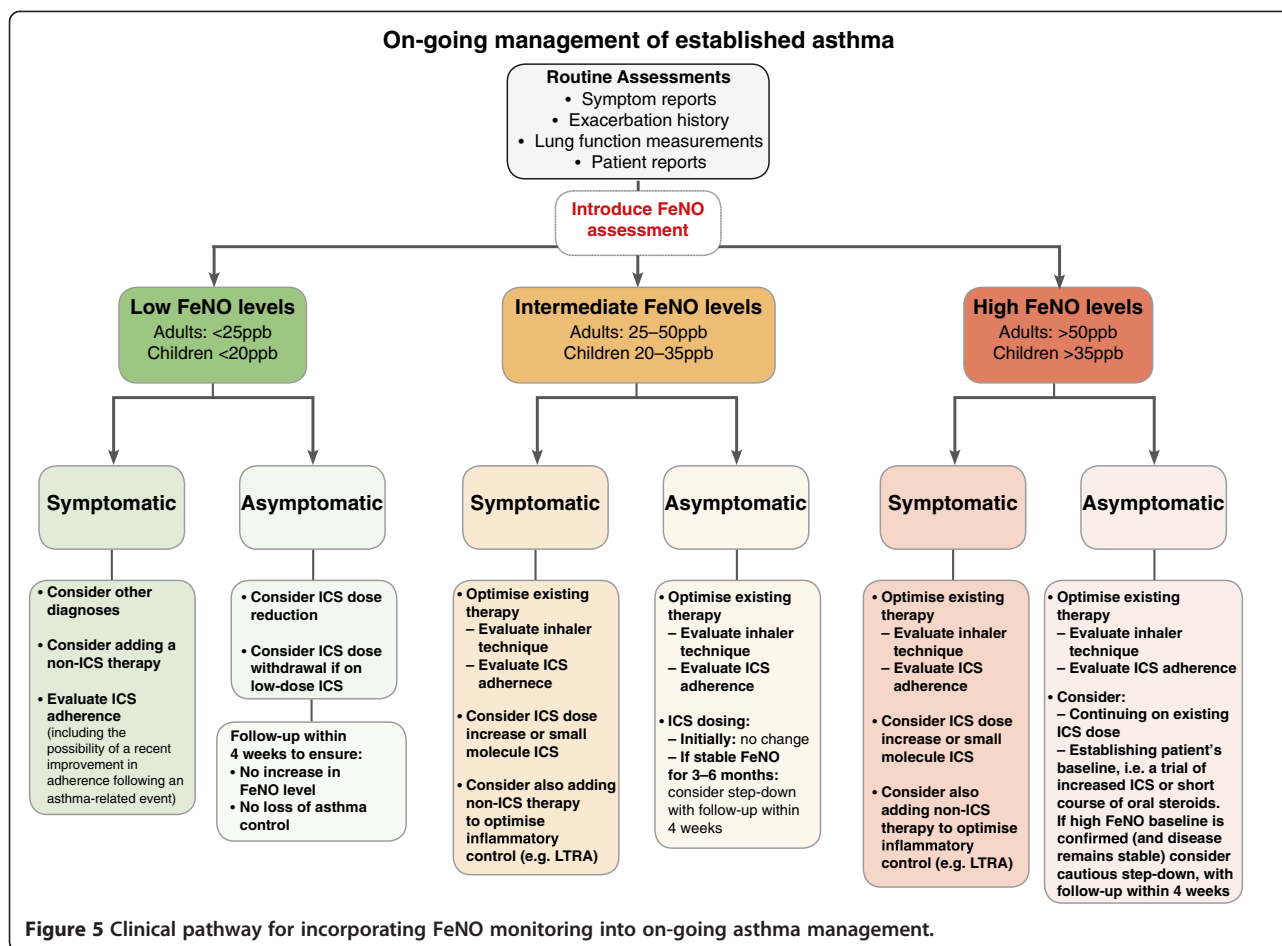 On-going management of established asthma
Routine Assessments
• Symptom reports
• Exacerbation history
• Lung function measurements
• Patient reports
Introduce FeNO
assessment
Low FeNO levels
Adults: <25ppb
Children <20ppb
Intermediate FeNO levels
Adults: 25–50ppb
Children 20–35ppb
High FeNO levels
Adults: >50ppb
Children >35ppb
Symptomatic
Asymptomatic
Symptomatic
Asymptomatic
Symptomatic
Asymptomatic
• Consider other
diagnoses
• Consider adding a
non-ICS therapy
• Evaluate ICS
adherence
(including the
possibility of a recent
improvement in
adherence following an
asthma-related event)
• Consider ICS dose
reduction
• Consider ICS dose
withdrawal if on
low-dose ICS
Follow-up within
4 weeks to ensure:
• No increase in
FeNO level
• No loss of asthma
control
• Optimise existing
therapy
– Evaluate inhaler
technique
– Evaluate ICS
adhernece
• Consider ICS dose
increase or small
molecule ICS
• Consider also adding
non-ICS therapy
to optimise
inflammatory
control (e.g. LTRA)
• Optimise existing
therapy
– Evaluate inhaler
technique
– Evaluate ICS
adherence
• ICS dosing:
– Initially: no change
– If stable FeNO
for 3–6 months:
consider step-down
with follow-up within
4 weeks
• Optimise existing
therapy
– Evaluate inhaler
technique
– Evaluate ICS
adherence
• Consider ICS dose
increase or small
molecule ICS
• Consider also
adding non-ICS
therapy to optimise
inflammatory
control (e.g. LTRA)
• Optimise existing
therapy
– Evaluate inhaler
technique
– Evaluate ICS adherence
• Consider:
– Continuing on existing
ICS dose
– Establishing patient's
baseline, i.e. a trial of
increased ICS or short
course of oral steroids.
If high FeNO baseline is
confirmed (and disease
remains stable) consider
cautious step-down, with
follow-up within 4 weeks
Figure 5 Clinical pathway for incorporating FeNO monitoring into on-going asthma management.